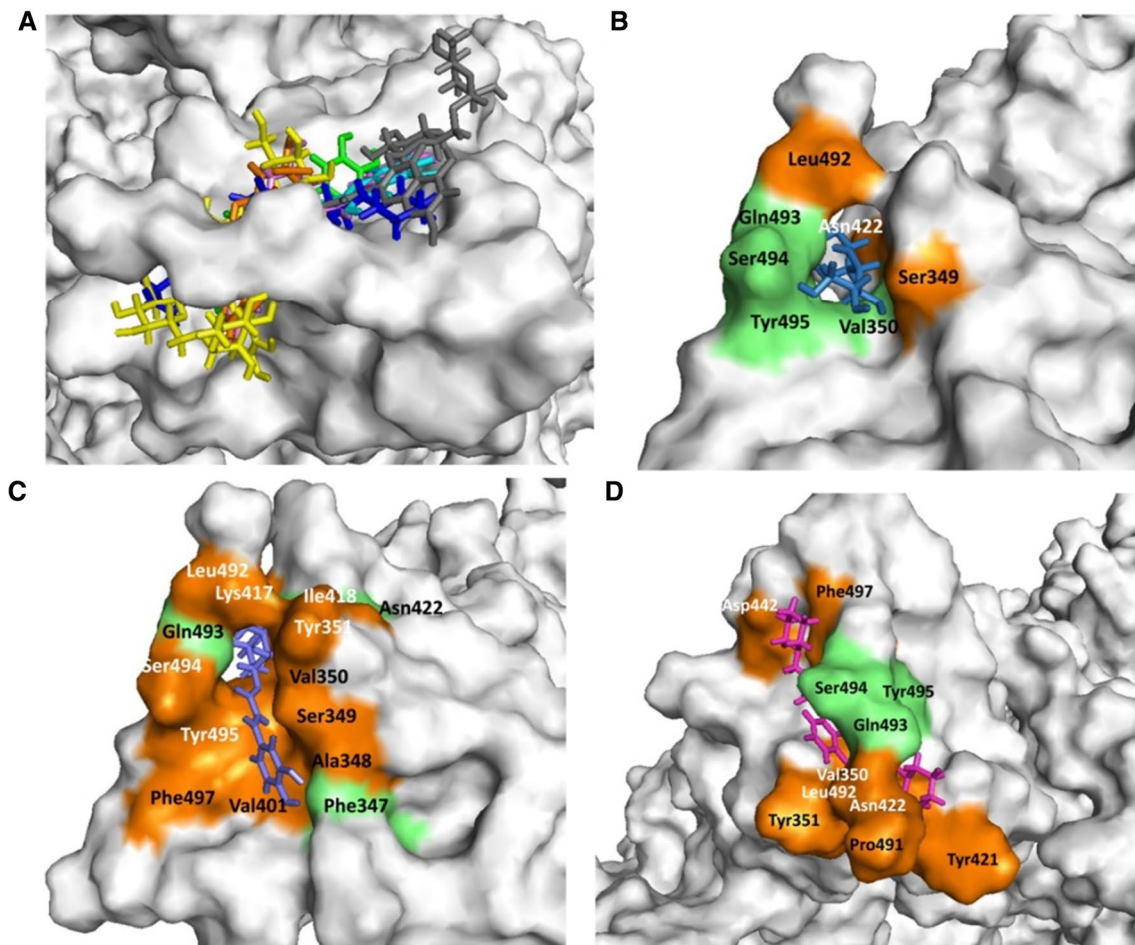 A
B
Leu492
Gln493
Asn422
Ser494
Ser349
Tyr495
Val350
C
Leu492
Lys417
Ile418
Asn422
Gln493
Tyr351
Ser494
Val350
Ser349
Tyr495
Ala348
Phe497
Val401
Phe347
D
Phe497
Asp442
Ser494
Tyr495
Gln493
Val350
Leu492
Asn422
Tyr351
Pro491
Tyr421